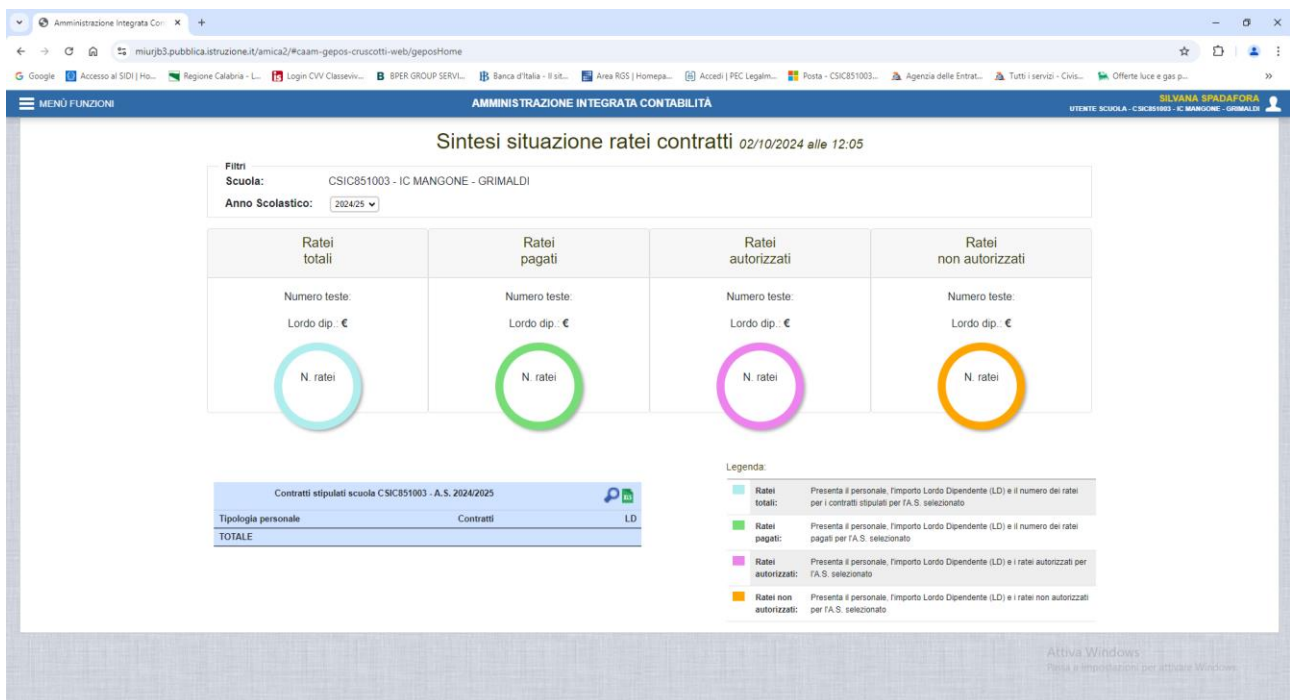 Amministrazione Integrata Con
miurjb3.pubblica.istruzione.it/amica2/#caam-gepos-cruscotti-web/geposHome
Google Accesso al SIDI | Ho... Regione Calabria - L... Login CVV Classeviv... BPER GROUP SERVI... Banca d'Italia - Il sit... Area RGS | Homepa... Accedi | PEC Legalm... Posta - CSIC851003... Agenzia delle Entrat... Tutti i servizi - Civis... Offerte luce e gas p... »
MENÙ FUNZIONI AMMINISTRAZIONE INTEGRATA CONTABILITÀ SILVANA SPADAFORA
UTENTE SCUOLA - CSIC851003 - IC MANGONE - GRIMALDI
Sintesi situazione ratei contratti 02/10/2024 alle 12:05
Filtri
Scuola: CSIC851003 - IC MANGONE - GRIMALDI
Anno Scolastico: 2024/25
Ratei totali
Ratei pagati
Ratei autorizzati
Ratei non autorizzati
Numero teste: Numero teste: Numero teste: Numero teste:
Lordo dip.: € Lordo dip.: € Lordo dip.: € Lordo dip.: €
N. ratei N. ratei N. ratei N. ratei
Contratti stipulati scuola CSIC851003 - A.S. 2024/2025
Tipologia personale Contratti LD
TOTALE
Legenda:
Ratei totali: Presenta il personale, l'importo Lordo Dipendente (LD) e il numero dei ratei
per i contratti stipulati per l'A.S. selezionato
Ratei pagati: Presenta il personale, l'importo Lordo Dipendente (LD) e il numero dei ratei
pagati per l'A.S. selezionato
Ratei autorizzati: Presenta il personale, l'importo Lordo Dipendente (LD) e i ratei autorizzati per
l'A.S. selezionato
Ratei non autorizzati: Presenta il personale, l'importo Lordo Dipendente (LD) e i ratei non autorizzati
per l'A.S. selezionato
Attiva Windows
Passa a Impostazioni per attivare Windows.